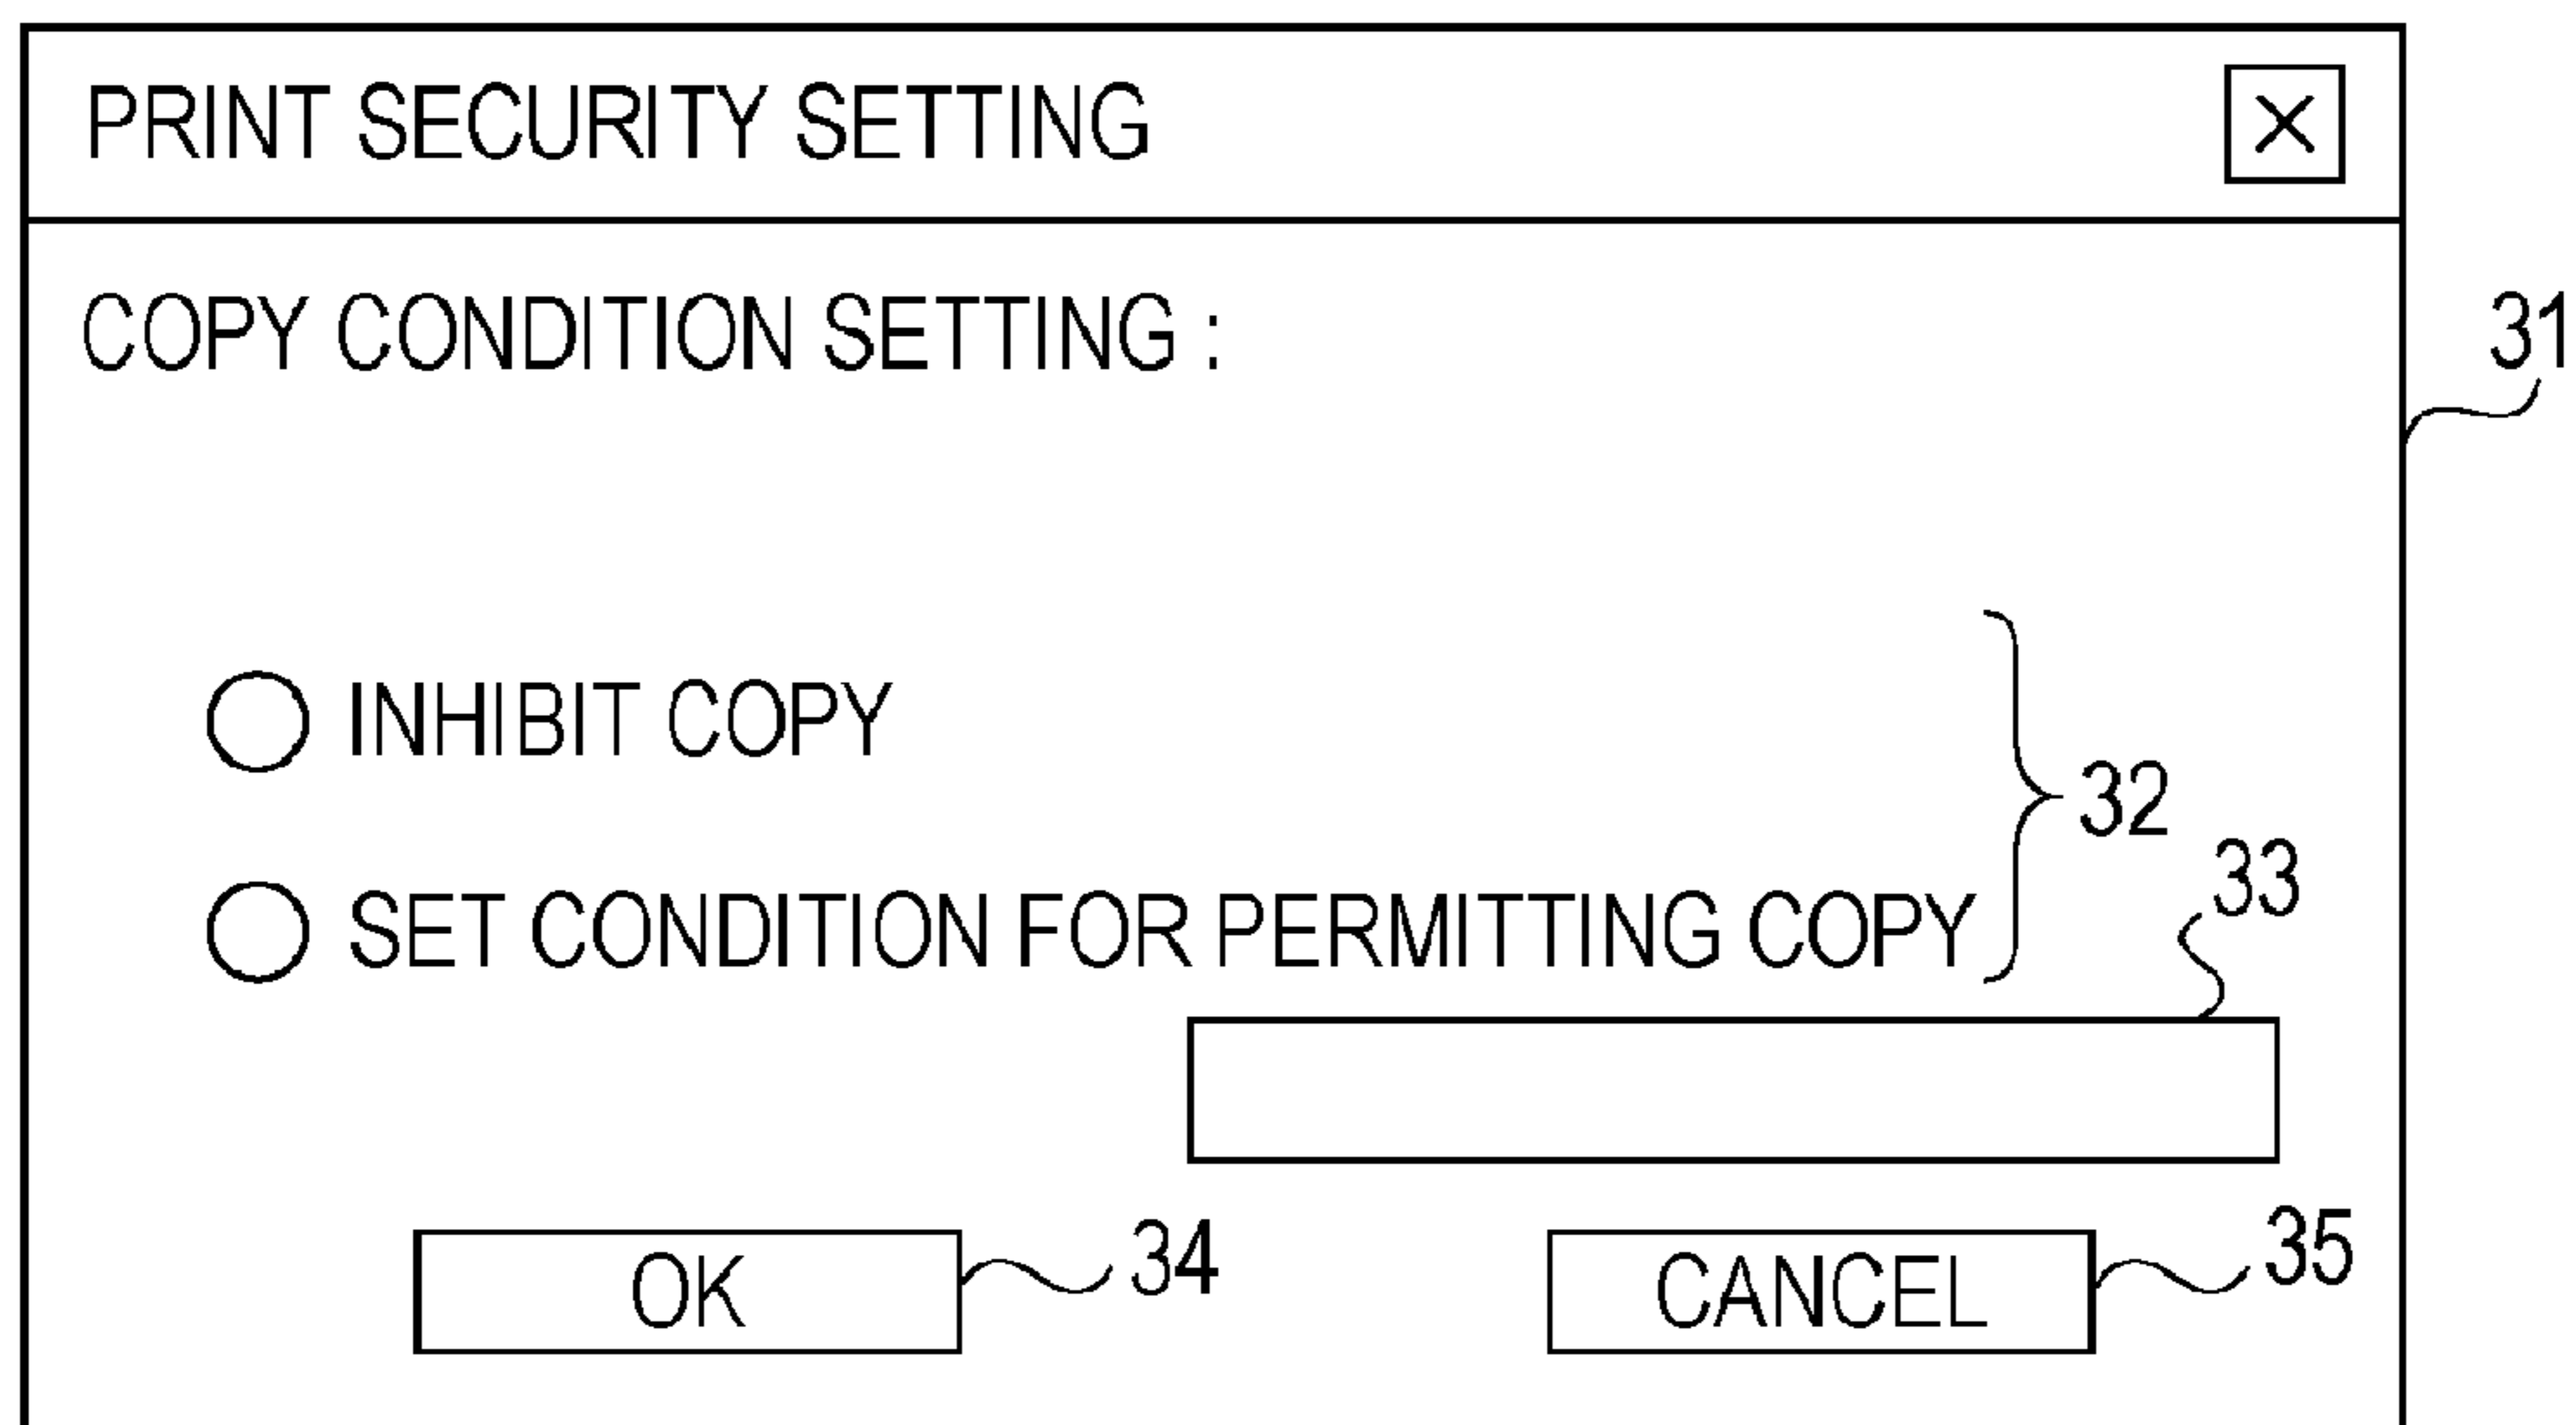 PRINT SECURITY SETTING
COPY CONDITION SETTING :
31
INHIBIT COPY
32
33
SET CONDITION FOR PERMITTING COPY
OK
34
CANCEL
35